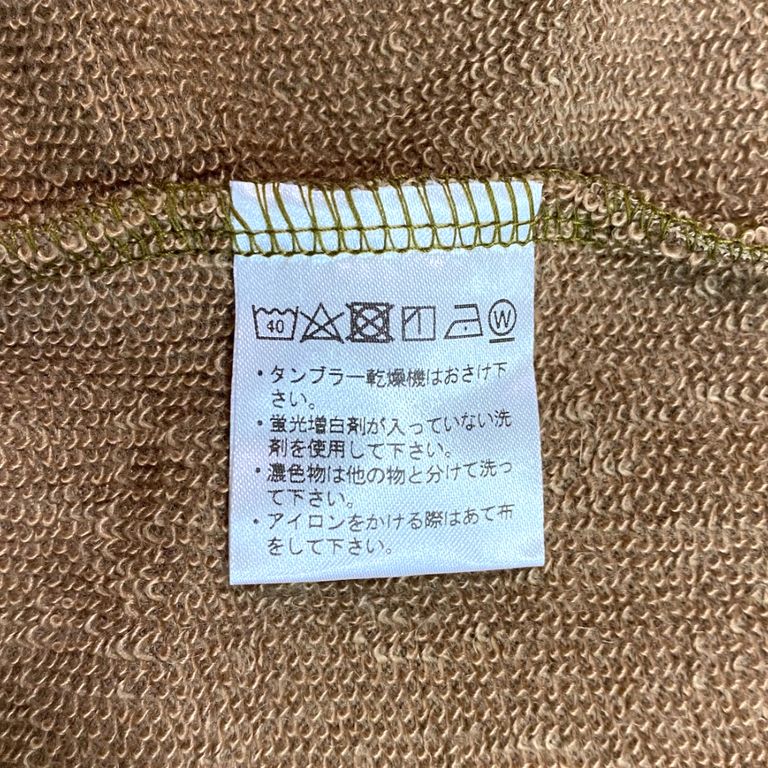 40 W
・タンブラー乾燥機はおさけ下
さい。
・蛍光増白剤が入っていない洗
剤を使用して下さい。
・濃色物は他の物と分けて洗っ
て下さい。
・アイロンをかける際はあて布
をして下さい。